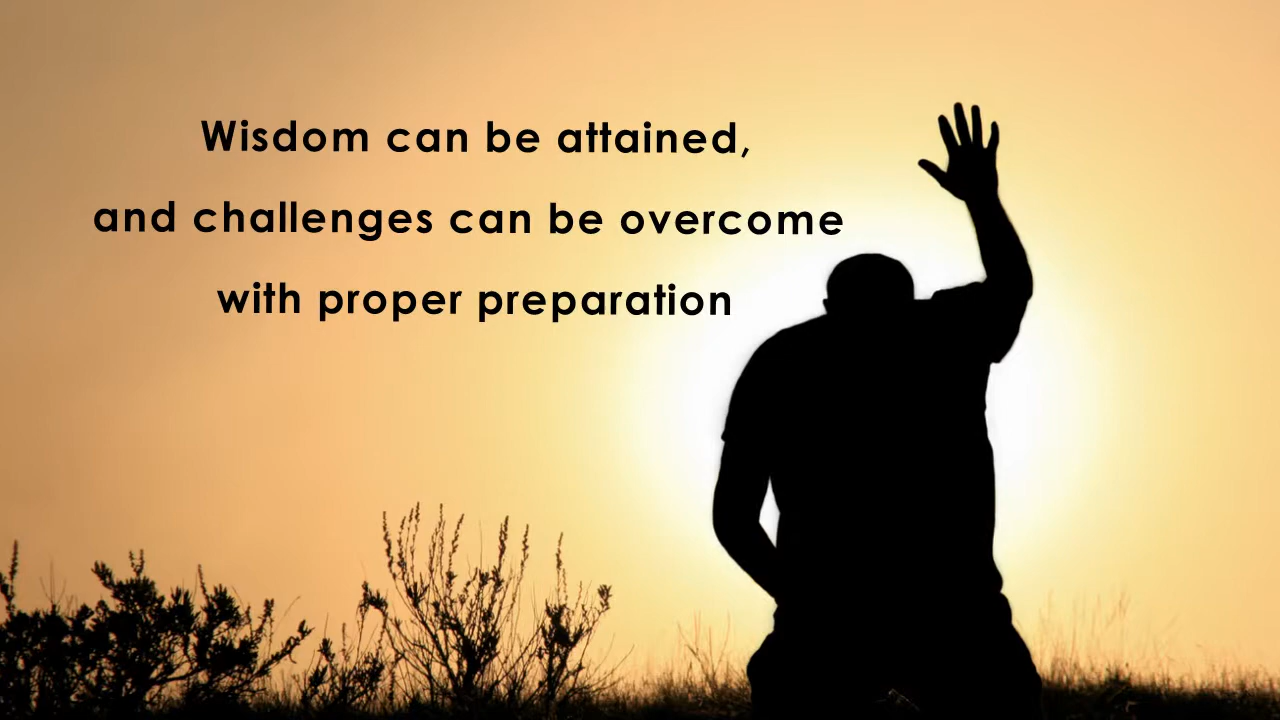 Wisdom can be attained,
and challenges can be overcome
with proper preparation